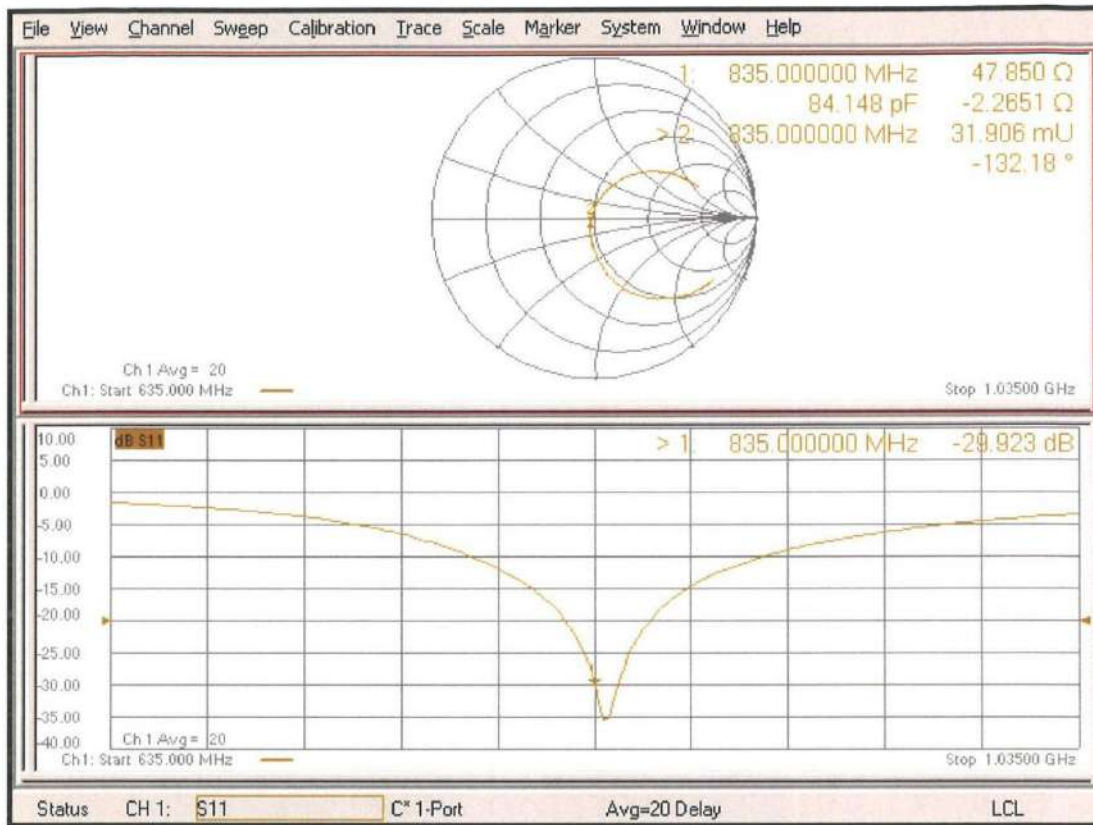 File View Channel Sweep Calibration Trace Scale Marker System Window Help
1: 835.000000 MHz 47.850 Ω
84.148 pF -2.2651 Ω
> 2: 835.000000 MHz 31.906 mU
-132.18 °
Ch 1 Avg = 20
Ch1: Start 635.000 MHz Stop 1.03500 GHz
10.00 dB S11 > 1: 835.000000 MHz -29.923 dB
5.00
0.00
-5.00
-10.00
-15.00
-20.00
-25.00
-30.00
-35.00
-40.00
Ch 1 Avg = 20
Ch1: Start 635.000 MHz Stop 1.03500 GHz
Status CH 1: S11 C* 1-Port Avg=20 Delay LCL